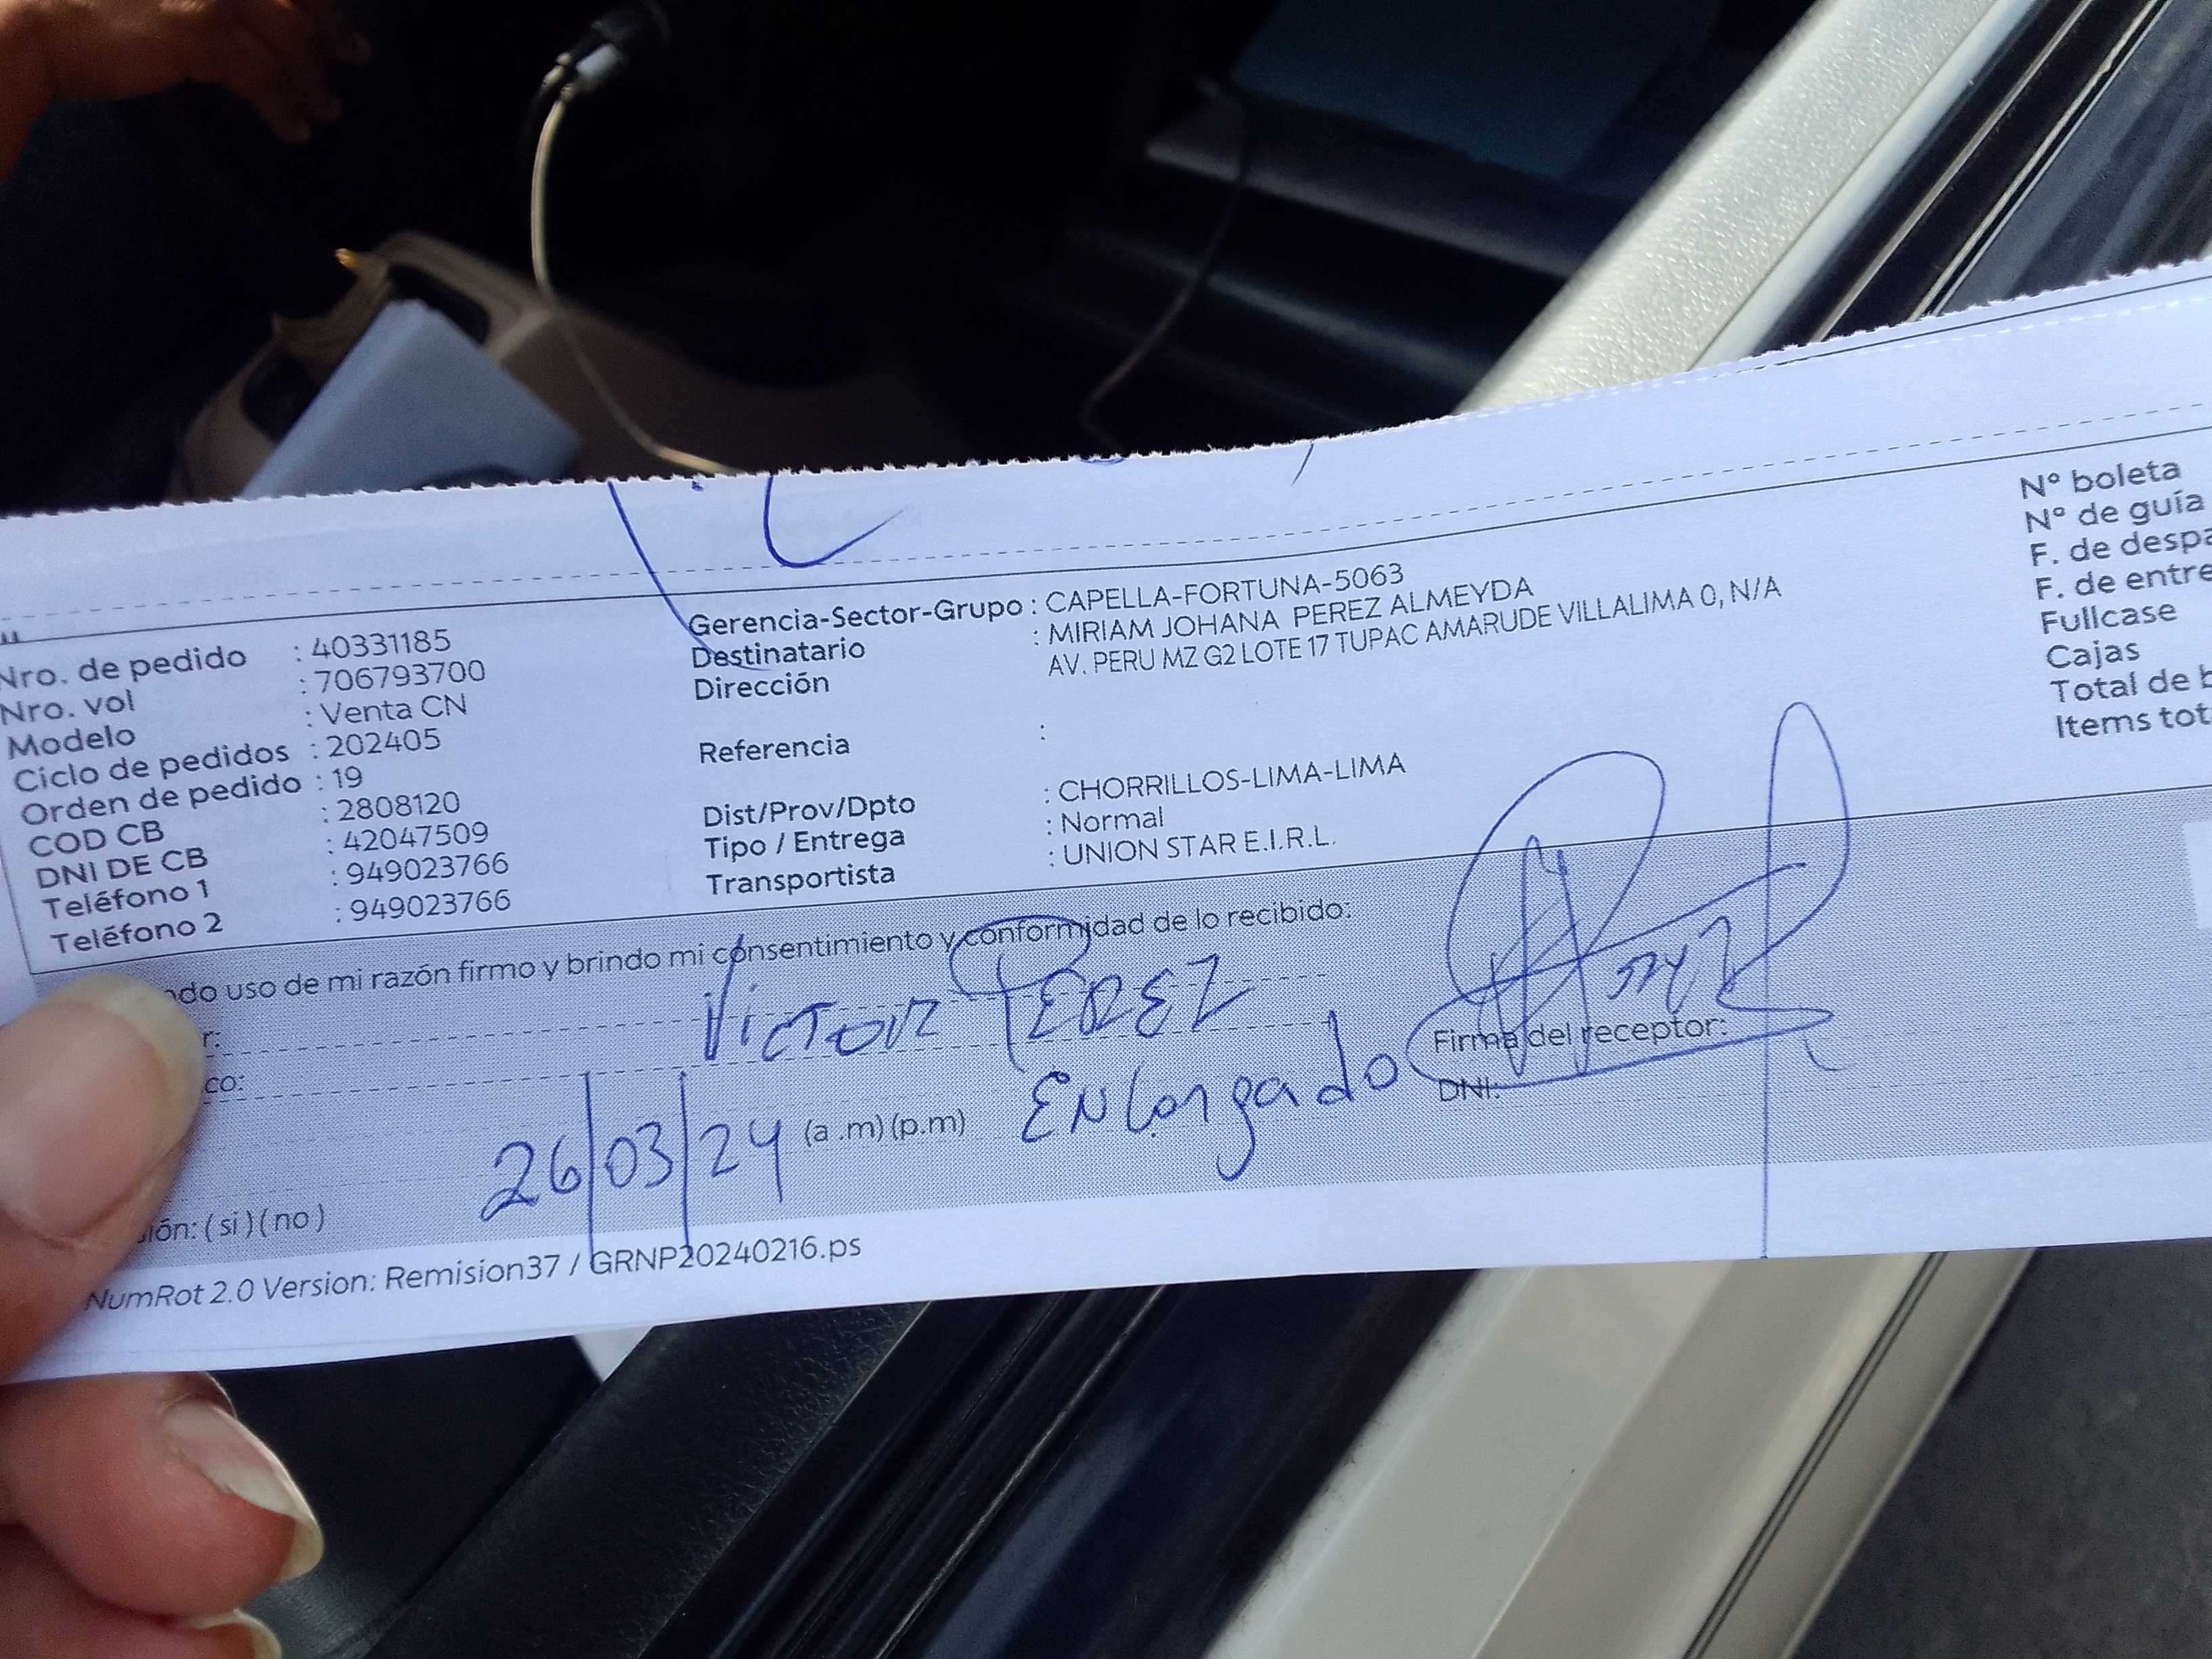 Nro. de pedido : 40331185
Nro. vol : 706793700
Modelo : Venta CN
Ciclo de pedidos : 202405
Orden de pedido : 19
COD CB : 2808120
DNI DE CB : 42047509
Teléfono 1 : 949023766
Teléfono 2 : 949023766
Gerencia-Sector-Grupo : CAPELLA-FORTUNA-5063
Destinatario : MIRIAM JOHANA PEREZ ALMEYDA
Dirección AV. PERU MZ G2 LOTE 17 TUPAC AMARUDE VILLALIMA 0, N/A
Referencia :
Dist/Prov/Dpto : CHORRILLOS-LIMA-LIMA
Tipo / Entrega : Normal
Transportista : UNION STAR E.I.R.L.
N° boleta
N° de guía
F. de despa
F. de entre
Fullcase
Cajas
Total de b
Items tot
ndo uso de mi razón firmo y brindo mi consentimiento y conformidad de lo recibido:
r: VICTOR PEREZ
co:
Firma del receptor:
DNI:
26/03/24 (a .m) (p.m) ENCargado
ión: ( si ) ( no )
NumRot 2.0 Version: Remision37 / GRNP20240216.ps